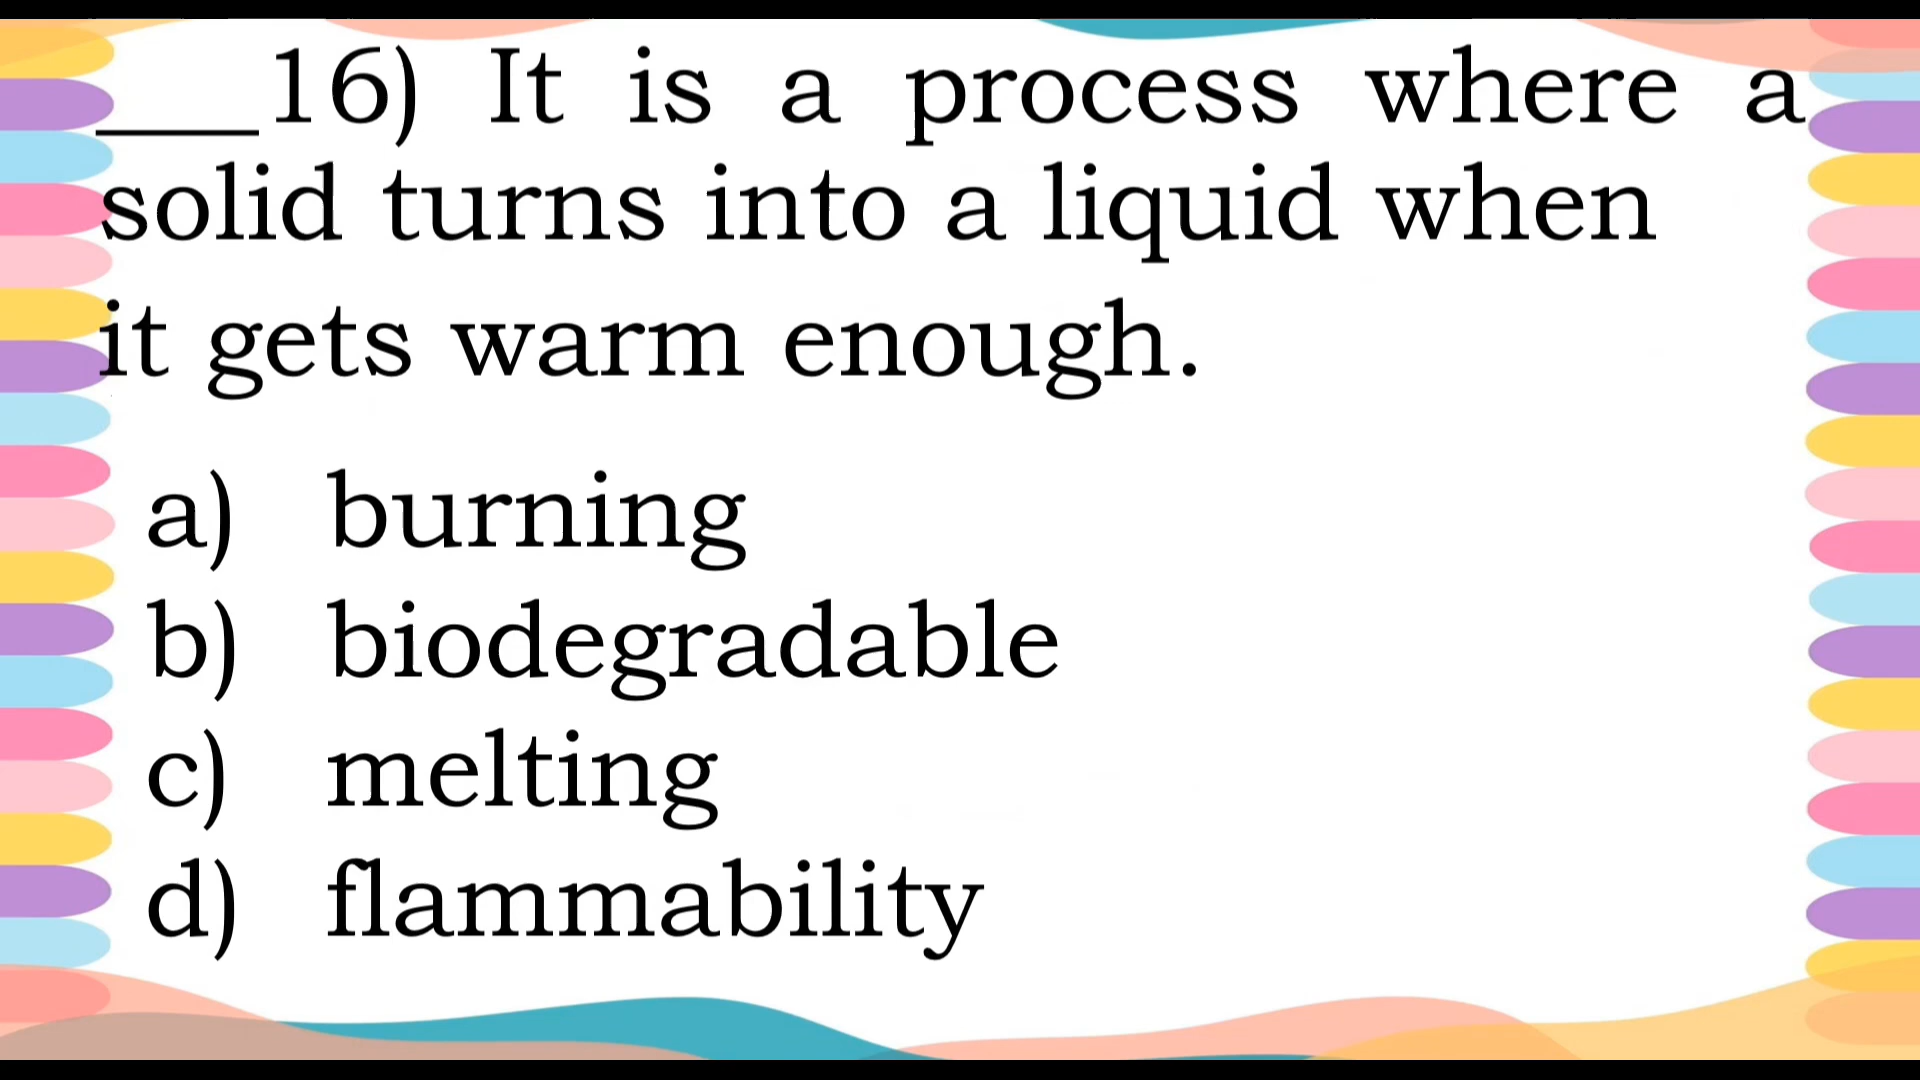 ___16) It is a process where a
solid turns into a liquid when
it gets warm enough.
a) burning
b) biodegradable
c) melting
d) flammability